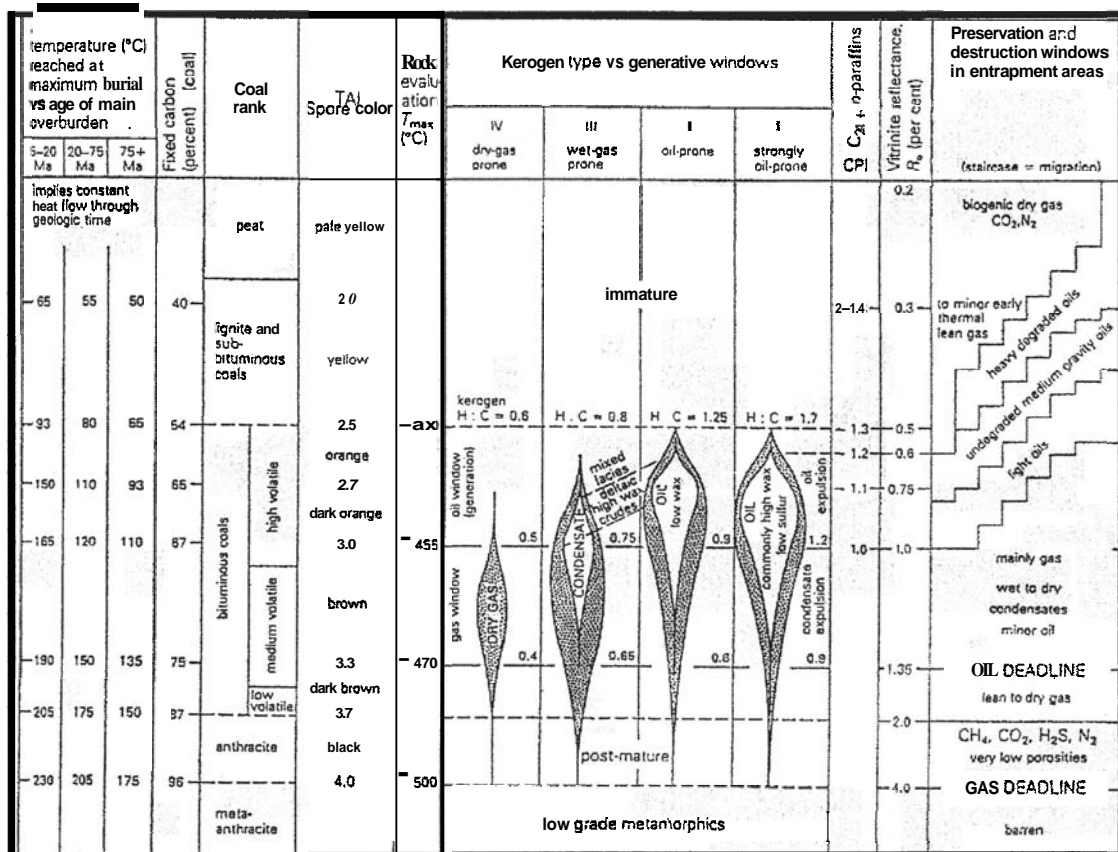 temperature (°C)
reached at
maximum burial
vs age of main
overburden .
5-20 Ma
20-75 Ma
75+ Ma
Fixed carbon (percent) (coal)
Coal
rank
TAI
Spore color
Rock
evalu-
ation
Tmax
(°C)
Kerogen type vs generative windows
IV
dry-gas
prone
III
wet-gas
prone
II
oil-prone
I
strongly
oil-prone
CPI C n-paraffins
Vitrinite reflectance, Ro (per cent)
Preservation and
destruction windows
in entrapment areas
(staircase = migration)
implies constant
heat flow through
geologic time
65 55 50 40
93 80 65 54
150 110 93 65
165 120 110 67
190 150 135 75
205 175 150 97
230 205 175 96
peat
lignite and
sub-
bituminous
coals
bituminous coals
high volatile
medium volatile
low
volatile
anthracite
meta-
anthracite
pale yellow
2 0
yellow
2.5
orange
2.7
dark orange
3.0
brown
3.3
dark brown
3.7
black
4.0
455
470
500
immature
kerogen
H : C = 0.6
H . C = 0.8
H C = 1.25
H : C = 1.7
oil window
(generation)
gas window
mixed
facies
deltaic
high wax
crudes
DRY GAS
CONDENSATE
OIL
low wax
OIL
commonly high wax
low sulfur
oil
expulsion
condensate
expulsion
0.5 0.75 0.9 1.2
0.4 0.65 0.6 0.9
post-mature
low grade metamorphics
2-1.4
1.3
1.2
1.1
1.0
0.2
0.3
0.5
0.6
0.75
1.0
1.35
2.0
4.0
biogenic dry gas
CO2,N2
to minor early
thermal
lean gas
heavy degraded oils
undegraded medium gravity oils
light oils
mainly gas
wet to dry
condensates
minor oil
OIL DEADLINE
lean to dry gas
CH4, CO2, H2S, N2
very low porosities
GAS DEADLINE
barren